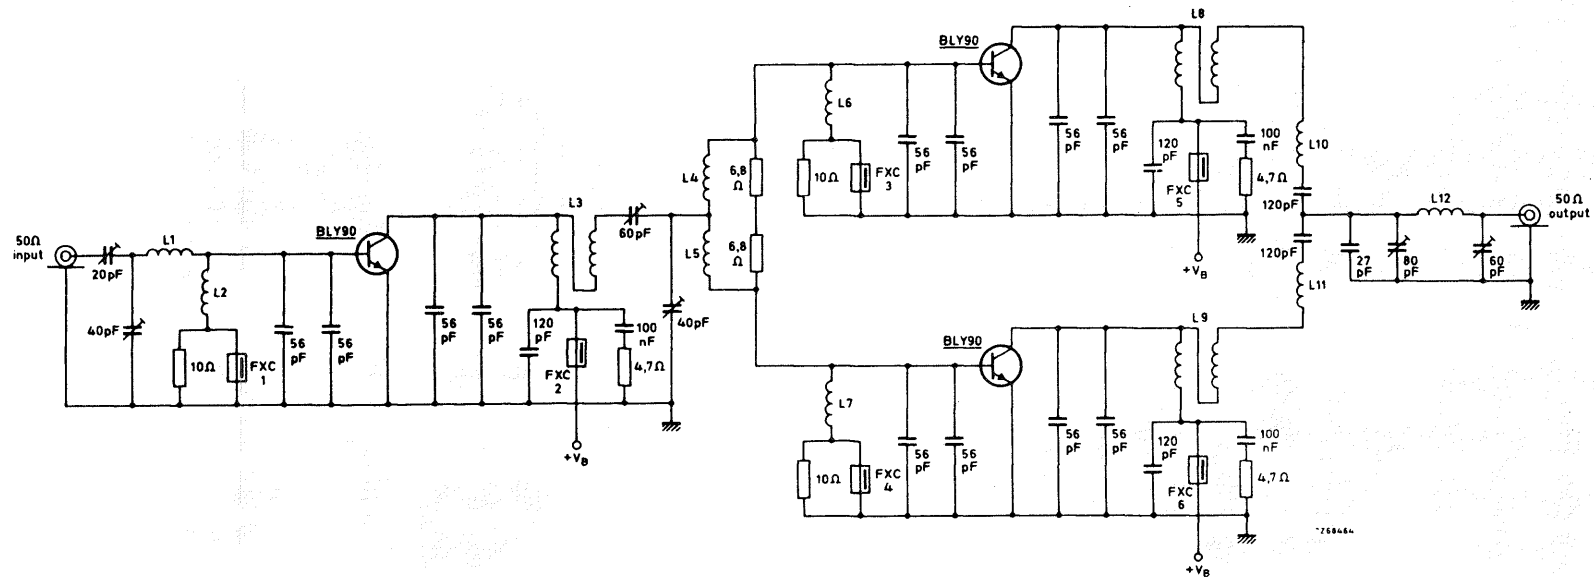 50Ω
input
20pF
L1
40pF
L2
10Ω
FXC
1
56
pF
56
pF
BLY90
56
pF
56
pF
L3
120
pF
FXC
2
+VB
100
nF
4,7Ω
60pF
40pF
L4
L5
6,8
Ω
6,8
Ω
L6
10Ω
FXC
3
56
pF
56
pF
BLY90
56
pF
56
pF
L8
120
pF
FXC
5
+VB
100
nF
4,7Ω
L10
120pF
120pF
L11
L7
10Ω
FXC
4
56
pF
56
pF
BLY90
56
pF
56
pF
L9
120
pF
FXC
6
+VB
100
nF
4,7Ω
27
pF
80
pF
L12
60
pF
50Ω
output
7268464